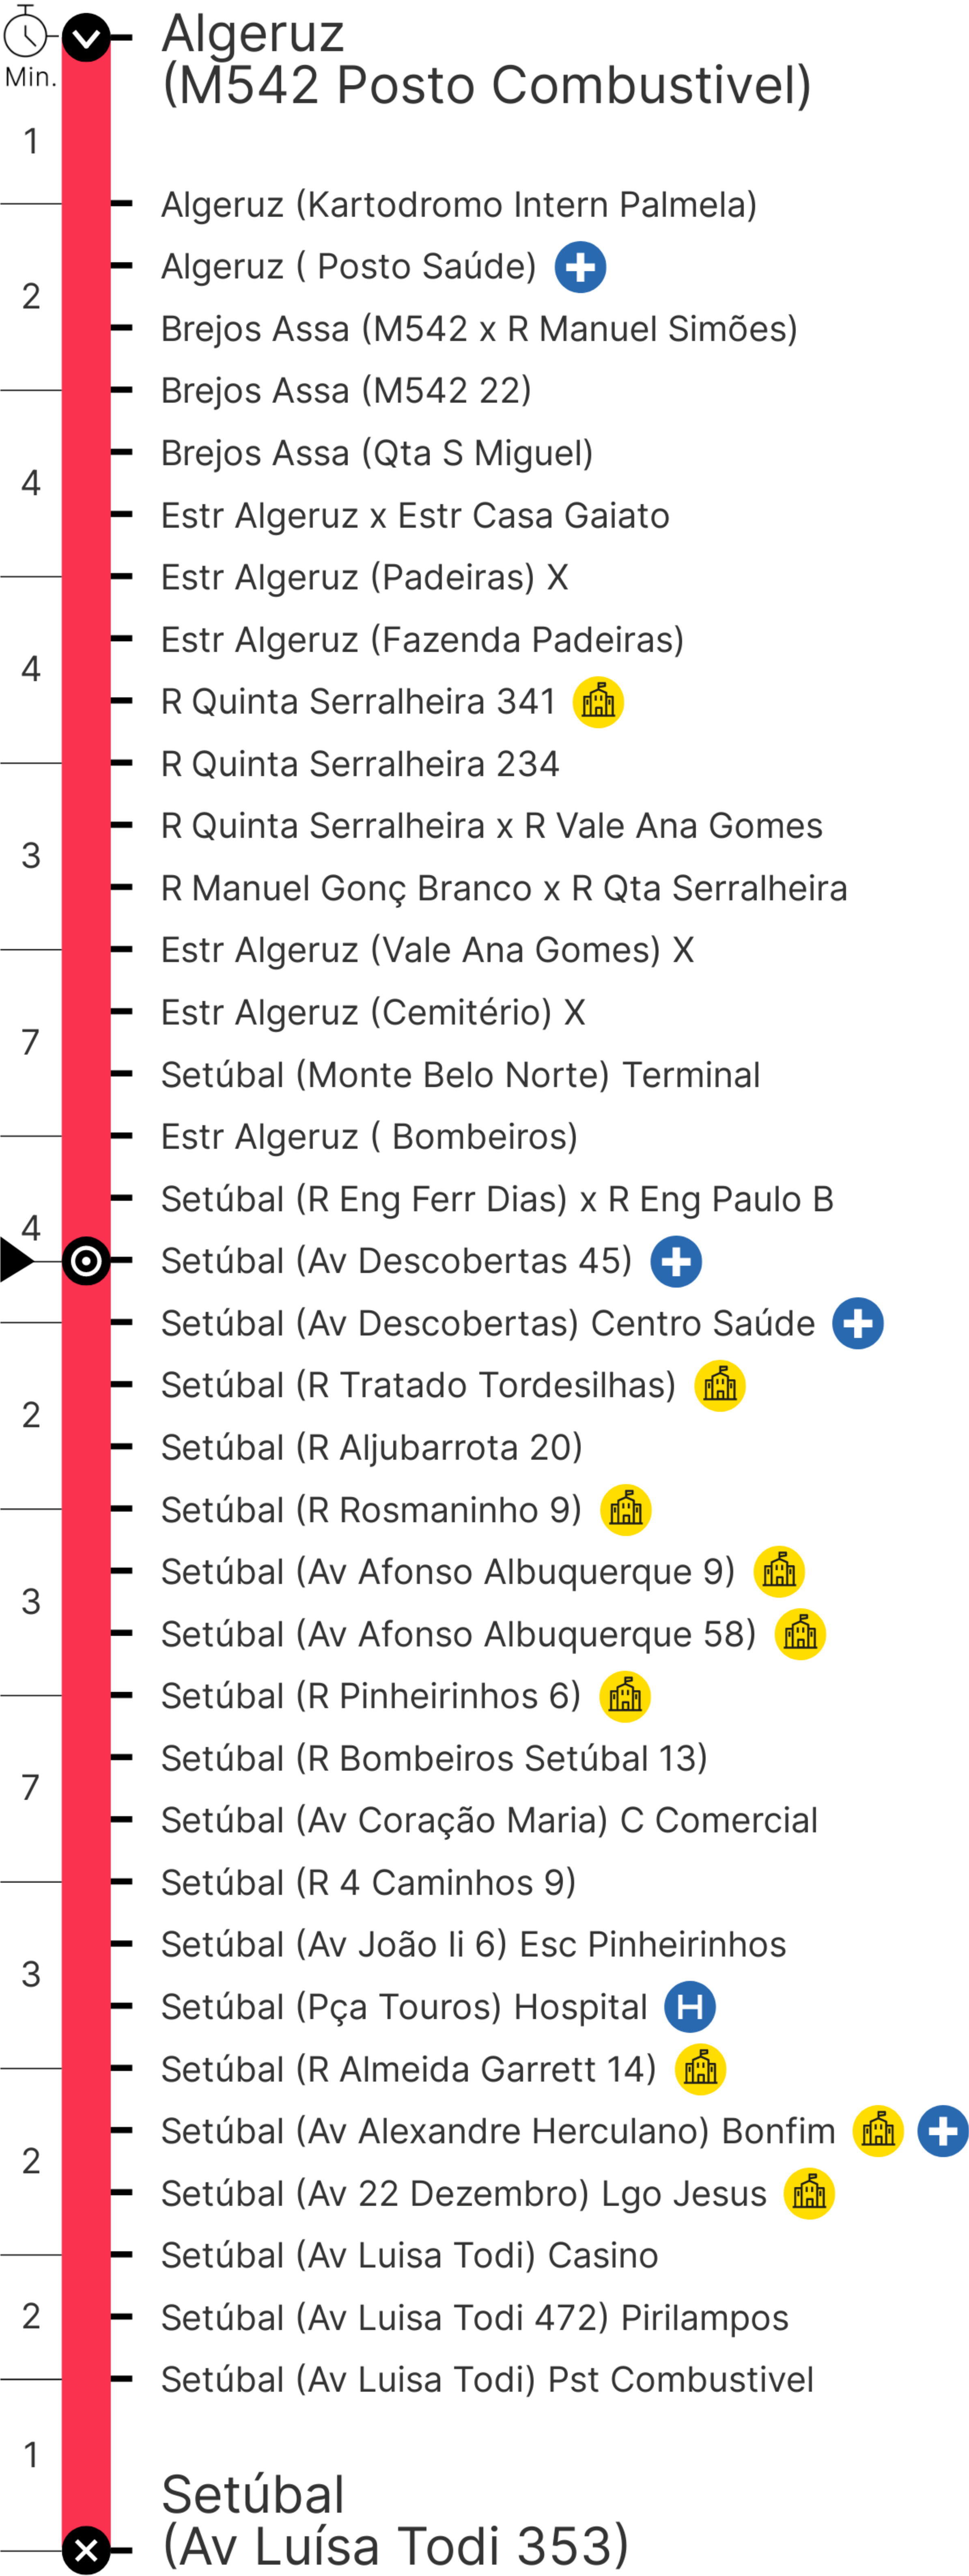 Algeruz
(M542 Posto Combustivel)
Min.
1
Algeruz (Kartodromo Intern Palmela)
Algeruz ( Posto Saúde)
2
Brejos Assa (M542 x R Manuel Simões)
Brejos Assa (M542 22)
Brejos Assa (Qta S Miguel)
4
Estr Algeruz x Estr Casa Gaiato
Estr Algeruz (Padeiras) X
Estr Algeruz (Fazenda Padeiras)
4
R Quinta Serralheira 341
R Quinta Serralheira 234
R Quinta Serralheira x R Vale Ana Gomes
3
R Manuel Gonç Branco x R Qta Serralheira
Estr Algeruz (Vale Ana Gomes) X
Estr Algeruz (Cemitério) X
7
Setúbal (Monte Belo Norte) Terminal
Estr Algeruz ( Bombeiros)
Setúbal (R Eng Ferr Dias) x R Eng Paulo B
4
Setúbal (Av Descobertas 45)
Setúbal (Av Descobertas) Centro Saúde
Setúbal (R Tratado Tordesilhas)
2
Setúbal (R Aljubarrota 20)
Setúbal (R Rosmaninho 9)
Setúbal (Av Afonso Albuquerque 9)
3
Setúbal (Av Afonso Albuquerque 58)
Setúbal (R Pinheirinhos 6)
Setúbal (R Bombeiros Setúbal 13)
7
Setúbal (Av Coração Maria) C Comercial
Setúbal (R 4 Caminhos 9)
Setúbal (Av João Ii 6) Esc Pinheirinhos
3
Setúbal (Pça Touros) Hospital H
Setúbal (R Almeida Garrett 14)
Setúbal (Av Alexandre Herculano) Bonfim
2
Setúbal (Av 22 Dezembro) Lgo Jesus
Setúbal (Av Luisa Todi) Casino
2
Setúbal (Av Luisa Todi 472) Pirilampos
Setúbal (Av Luisa Todi) Pst Combustivel
1
Setúbal
(Av Luísa Todi 353)